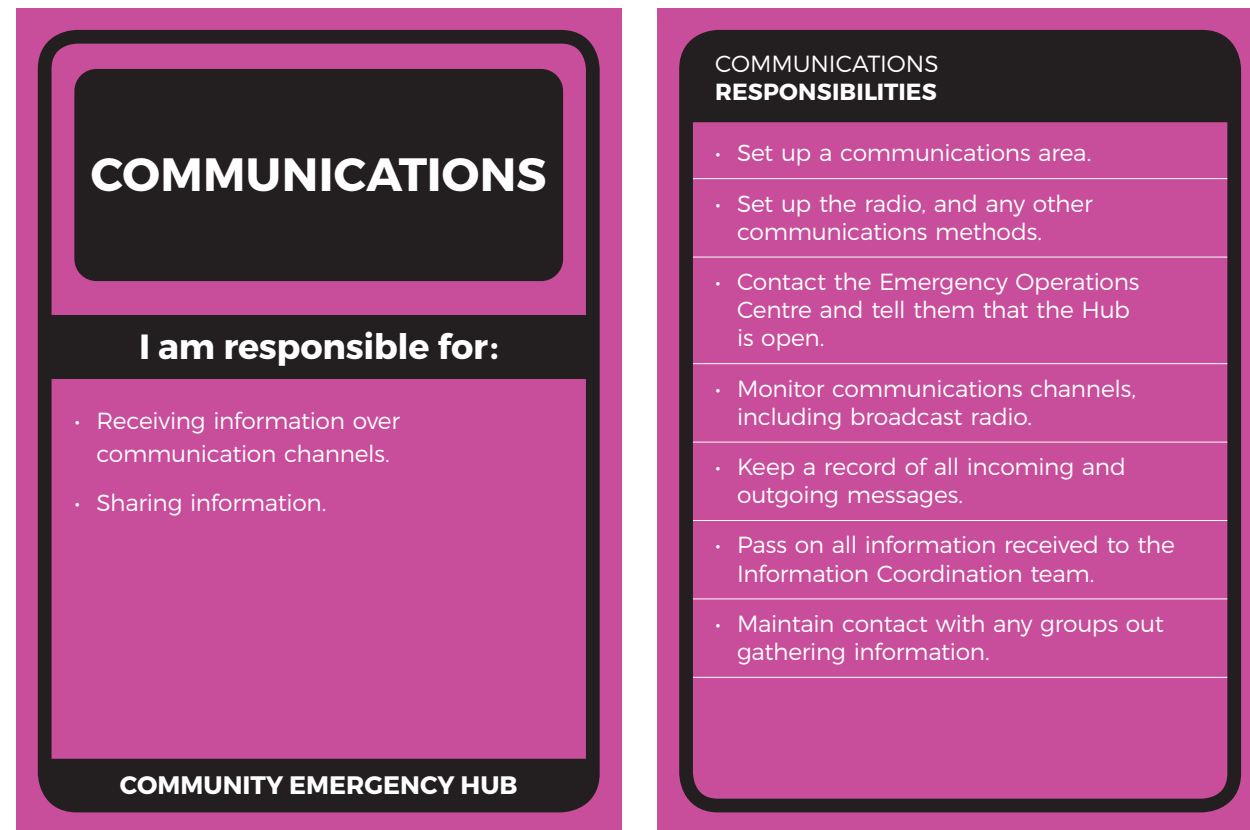 COMMUNICATIONS
I am responsible for:
• Receiving information over
communication channels.
• Sharing information.
COMMUNITY EMERGENCY HUB
COMMUNICATIONS
RESPONSIBILITIES
• Set up a communications area.
• Set up the radio, and any other
communications methods.
• Contact the Emergency Operations
Centre and tell them that the Hub
is open.
• Monitor communications channels,
including broadcast radio.
• Keep a record of all incoming and
outgoing messages.
• Pass on all information received to the
Information Coordination team.
• Maintain contact with any groups out
gathering information.